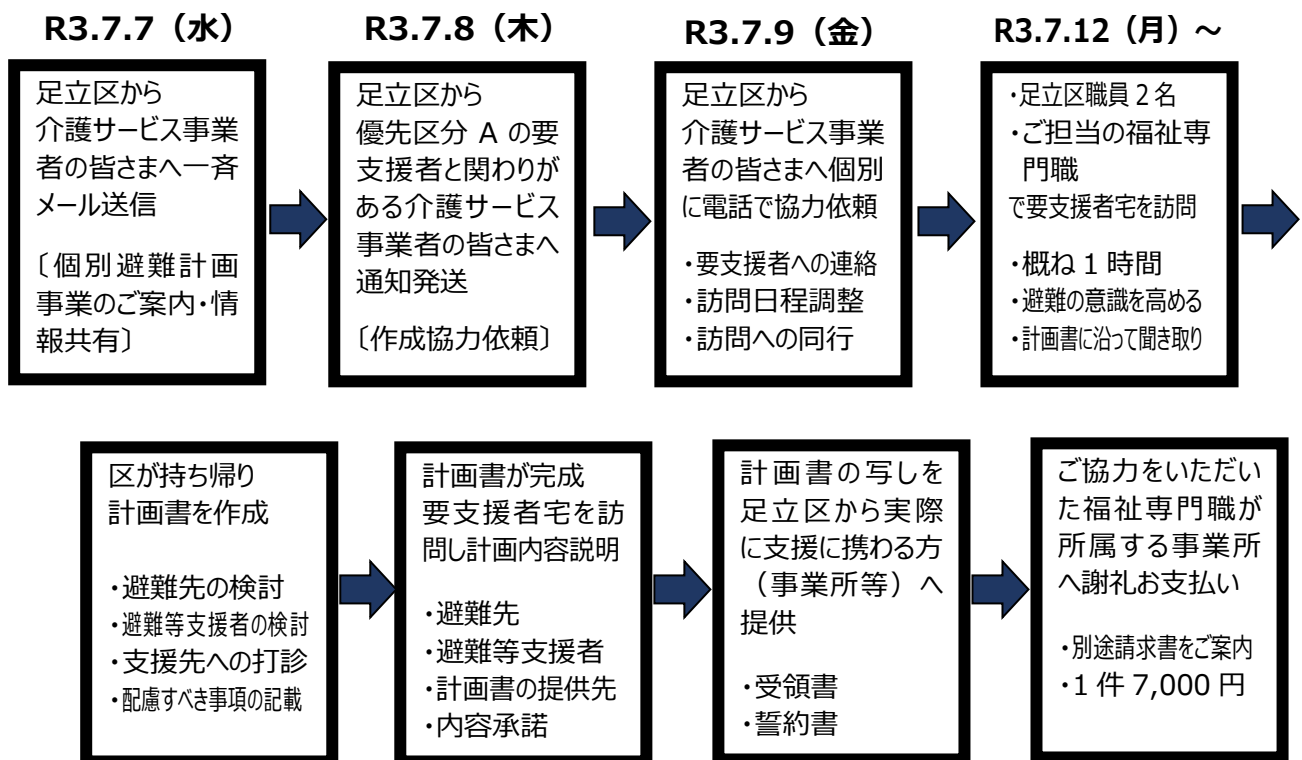 R3.7.7（水）
足立区から
介護サービス事業
者の皆さまへ一斉
メール送信
〔個別避難計画
事業のご案内・情
報共有〕
R3.7.8（木）
足立区から
優先区分 A の要
支援者と関わりが
ある介護サービス
事業者の皆さまへ
通知発送
〔作成協力依頼〕
R3.7.9（金）
足立区から
介護サービス事業
者の皆さまへ個別
に電話で協力依頼
・要支援者への連絡
・訪問日程調整
・訪問への同行
R3.7.12（月）～
・足立区職員 2 名
・ご担当の福祉専
門職
で要支援者宅を訪問
・概ね 1 時間
・避難の意識を高める
・計画書に沿って聞き取り
区が持ち帰り
計画書を作成
・避難先の検討
・避難等支援者の検討
・支援先への打診
・配慮すべき事項の記載
計画書が完成
要支援者宅を訪
問し計画内容説明
・避難先
・避難等支援者
・計画書の提供先
・内容承諾
計画書の写しを
足立区から実際
に支援に携わる方
（事業所等）へ
提供
・受領書
・誓約書
ご協力をいただい
た福祉専門職が
所属する事業所
へ謝礼お支払い
・別途請求書をご案内
・1 件 7,000 円